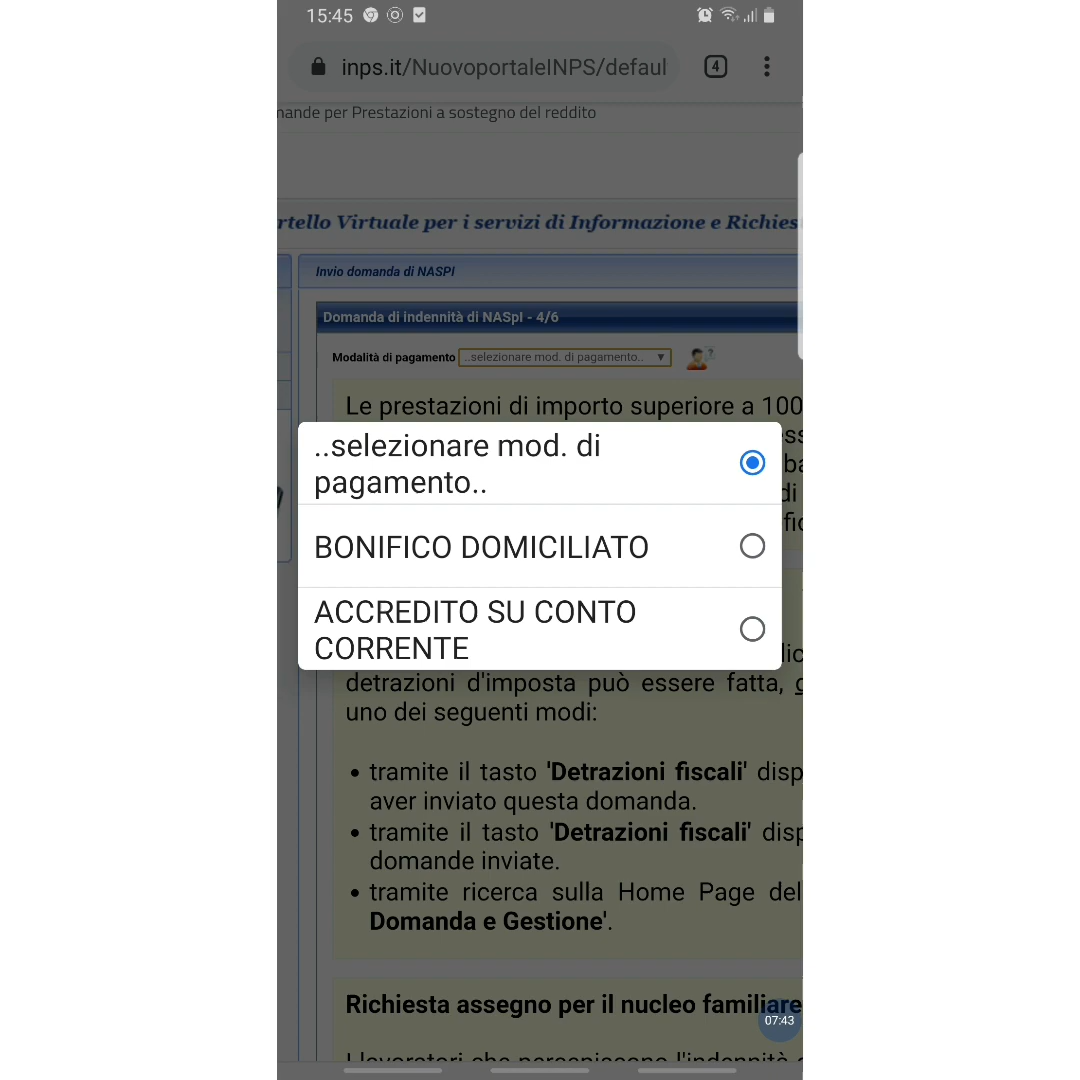 15:45
inps.it/NuovoportaleINPS/defaul
4
mande per Prestazioni a sostegno del reddito
rtello Virtuale per i servizi di Informazione e Richies
Invio domanda di NASPI
Domanda di indennità di NASpI - 4/6
Modalità di pagamento ..selezionare mod. di pagamento..
Le prestazioni di importo superiore a 100
..selezionare mod. di
pagamento..
BONIFICO DOMICILIATO
ACCREDITO SU CONTO
CORRENTE
detrazioni d'imposta può essere fatta, g
uno dei seguenti modi:
• tramite il tasto 'Detrazioni fiscali' disp
aver inviato questa domanda.
• tramite il tasto 'Detrazioni fiscali' disp
domande inviate.
• tramite ricerca sulla Home Page del
Domanda e Gestione'.
Richiesta assegno per il nucleo familiare
07:43
I lavoratori che percepiscono l'indennità